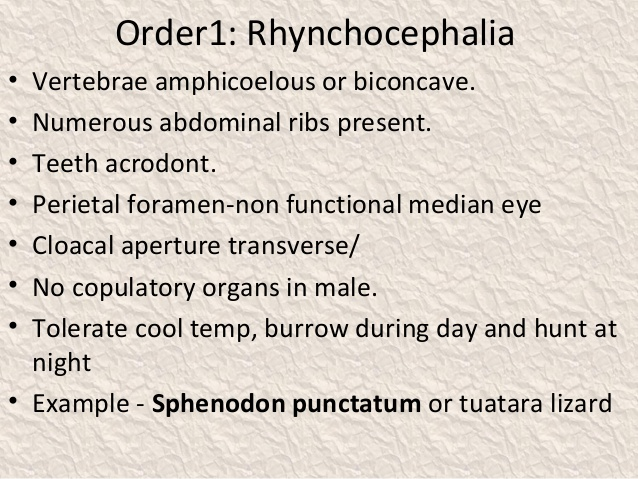 Order1: Rhynchocephalia
• Vertebrae amphicoelous or biconcave.
• Numerous abdominal ribs present.
• Teeth acrodont.
• Perietal foramen-non functional median eye
• Cloacal aperture transverse/
• No copulatory organs in male.
• Tolerate cool temp, burrow during day and hunt at
night
• Example - Sphenodon punctatum or tuatara lizard